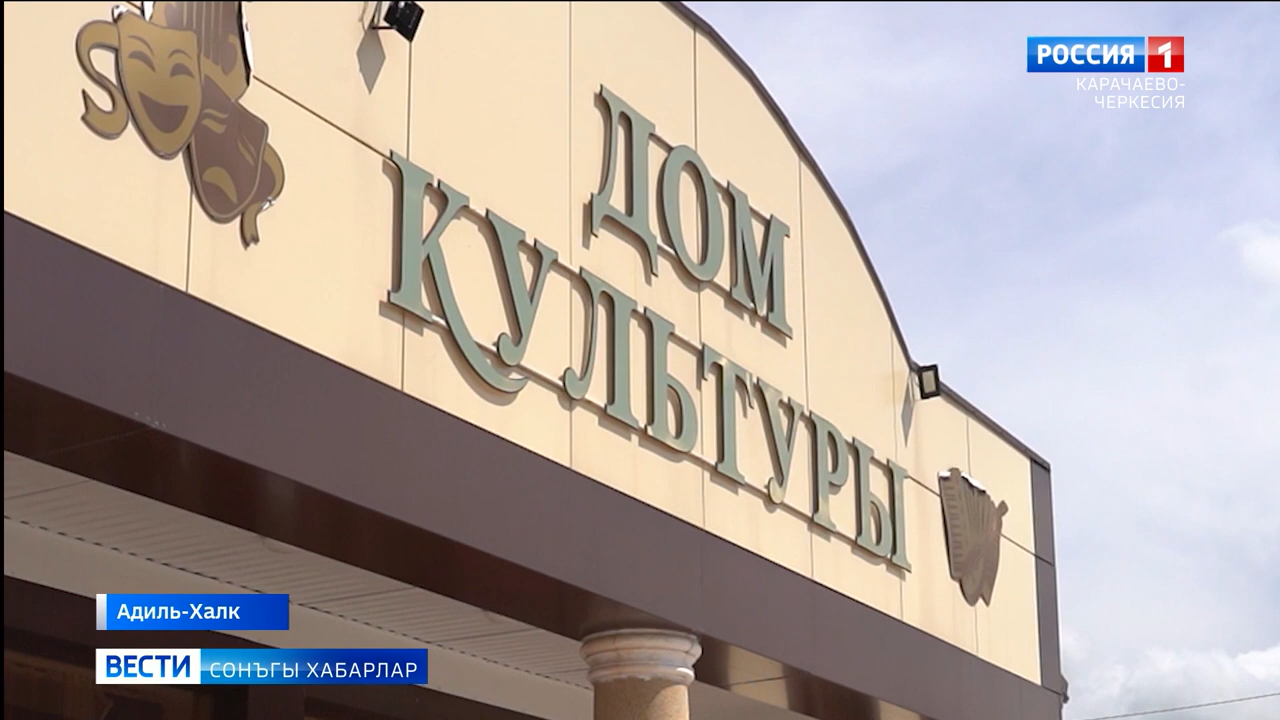 РОССИЯ 1
КАРАЧАЕВО-
ЧЕРКЕСИЯ
ДОМ
КУЛЬТУРЫ
Адиль-Халк
ВЕСТИ СОНЪГЫ ХАБАРЛАР